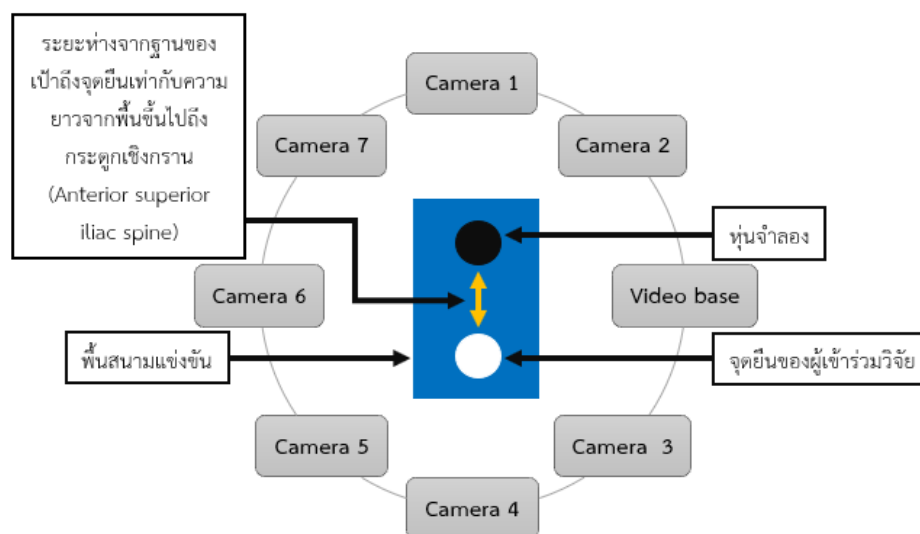 ระยะห่างจากฐานของ
เป้าถึงจุดยืนเท่ากับความ
ยาวจากพื้นขึ้นไปถึง
กระดูกเชิงกราน
(Anterior superior
iliac spine)
Camera 1
Camera 7
Camera 2
หุ่นจำลอง
Camera 6
Video base
พื้นสนามแข่งขัน
จุดยืนของผู้เข้าร่วมวิจัย
Camera 5
Camera 3
Camera 4